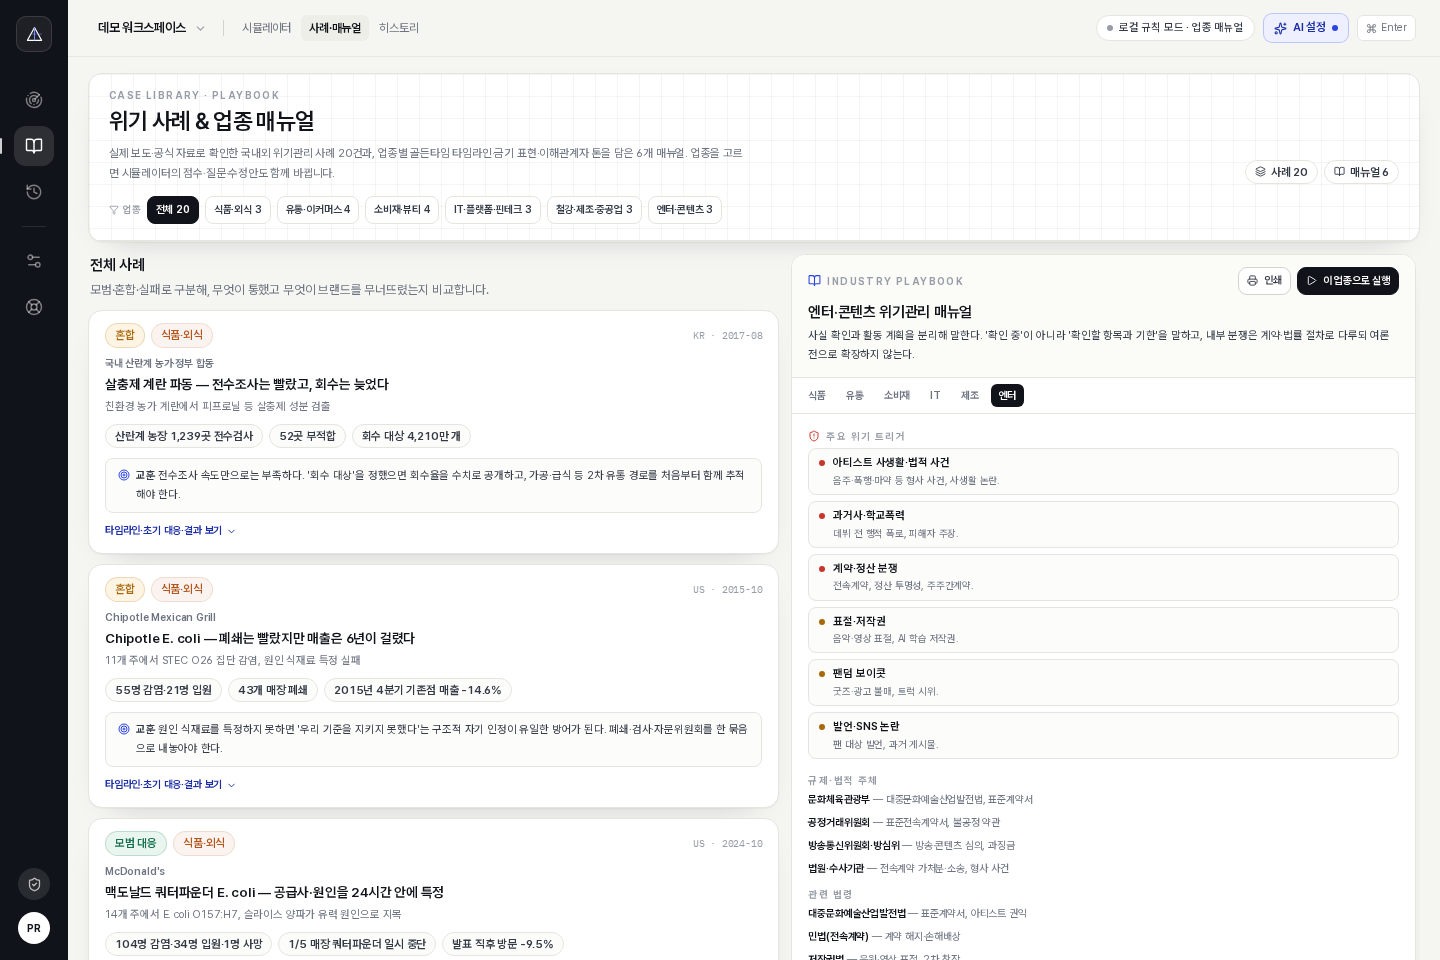 데모 워크스페이스
시뮬레이터
사례·매뉴얼
히스토리
로컬 규칙 모드 · 업종 매뉴얼
AI 설정
⌘ Enter
CASE LIBRARY · PLAYBOOK
위기 사례 & 업종 매뉴얼
실제 보도·공식 자료로 확인한 국내외 위기관리 사례 20건과, 업종별 골든타임 타임라인·금기 표현·이해관계자 톤을 담은 6개 매뉴얼. 업종을 고르
면 시뮬레이터의 점수·질문·수정안도 함께 바뀝니다.
사례 20
매뉴얼 6
업종
전체 20
식품·외식 3
유통·이커머스 4
소비재·뷰티 4
IT·플랫폼·핀테크 3
철강·제조·중공업 3
엔터·콘텐츠 3
전체 사례
모범·혼합·실패로 구분해, 무엇이 통했고 무엇이 브랜드를 무너뜨렸는지 비교합니다.
혼합
식품·외식
KR · 2017-08
국내 산란계 농가·정부 합동
살충제 계란 파동 — 전수조사는 빨랐고, 회수는 늦었다
친환경 농가 계란에서 피프로닐 등 살충제 성분 검출
산란계 농장 1,239곳 전수검사
52곳 부적합
회수 대상 4,210만 개
교훈 전수조사 속도만으로는 부족하다. '회수 대상'을 정했으면 회수율을 수치로 공개하고, 가공·급식 등 2차 유통 경로를 처음부터 함께 추적
해야 한다.
타임라인·초기 대응·결과 보기
혼합
식품·외식
US · 2015-10
Chipotle Mexican Grill
Chipotle E. coli — 폐쇄는 빨랐지만 매출은 6년이 걸렸다
11개 주에서 STEC O26 집단 감염, 원인 식재료 특정 실패
55명 감염·21명 입원
43개 매장 폐쇄
2015년 4분기 기존점 매출 -14.6%
교훈 원인 식재료를 특정하지 못하면 '우리 기준을 지키지 못했다'는 구조적 자기 인정이 유일한 방어가 된다. 폐쇄·검사·자문위원회를 한 묶음
으로 내놓아야 한다.
타임라인·초기 대응·결과 보기
모범 대응
식품·외식
US · 2024-10
McDonald's
맥도날드 쿼터파운더 E. coli — 공급사·원인을 24시간 안에 특정
14개 주에서 E. coli O157:H7, 슬라이스 양파가 유력 원인으로 지목
104명 감염·34명 입원·1명 사망
1/5 매장 쿼터파운더 일시 중단
발표 직후 방문 -9.5%
INDUSTRY PLAYBOOK
인쇄
이 업종으로 실행
엔터·콘텐츠 위기관리 매뉴얼
사실 확인과 활동 계획을 분리해 말한다. '확인 중'이 아니라 '확인할 항목과 기한'을 말하고, 내부 분쟁은 계약·법률 절차로 다루되 여론
전으로 확장하지 않는다.
식품
유통
소비재
IT
제조
엔터
주요 위기 트리거
아티스트 사생활·법적 사건
음주·폭행·마약 등 형사 사건, 사생활 논란.
과거사·학교폭력
데뷔 전 행적 폭로, 피해자 주장.
계약·정산 분쟁
전속계약, 정산 투명성, 주주간계약.
표절·저작권
음악·영상 표절, AI 학습 저작권.
팬덤 보이콧
굿즈·광고 불매, 트럭 시위.
발언·SNS 논란
팬 대상 발언, 과거 게시물.
규제·법적 주체
문화체육관광부 — 대중문화예술산업발전법, 표준계약서
공정거래위원회 — 표준전속계약서, 불공정 약관
방송통신위원회·방심위 — 방송·콘텐츠 심의, 과징금
법원·수사기관 — 전속계약 가처분·소송, 형사 사건
관련 법령
대중문화예술산업발전법 — 표준계약서, 아티스트 권익
민법(전속계약) — 계약 해지·손해배상
저작권법 — 음원·영상 표절, 2차 창작
PR